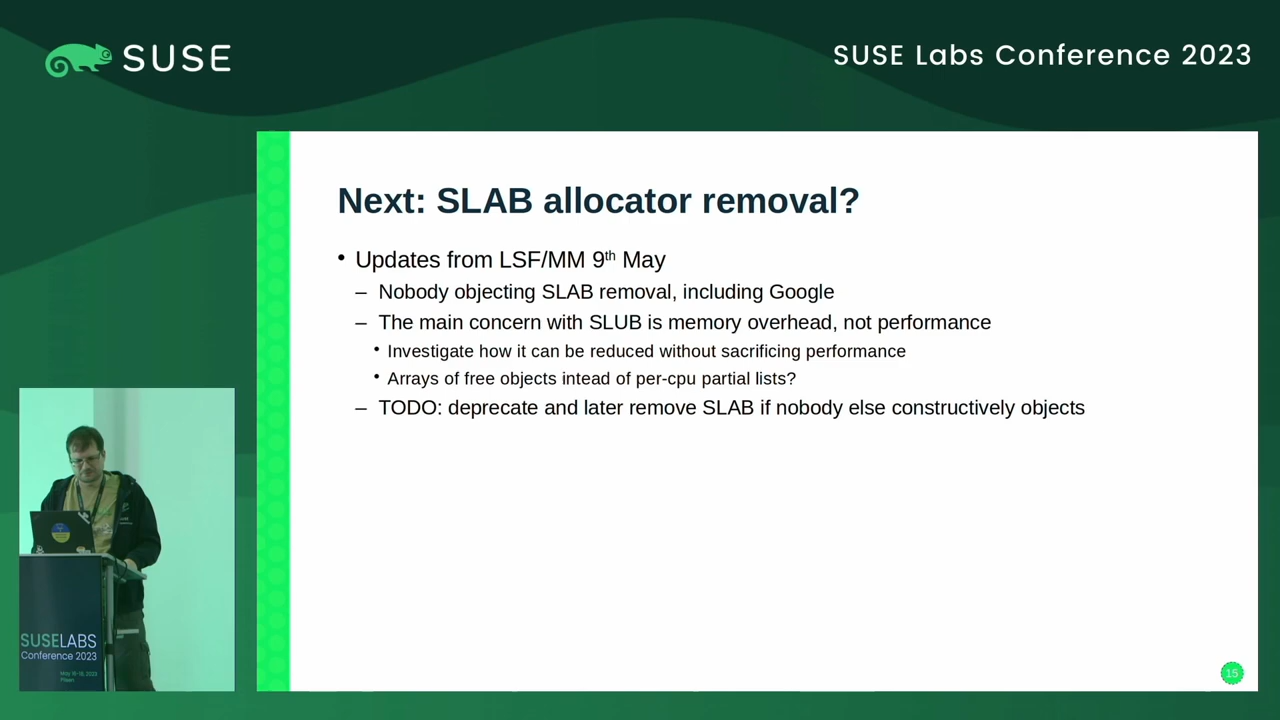 SUSE
SUSE Labs Conference 2023
Next: SLAB allocator removal?
• Updates from LSF/MM 9th May
– Nobody objecting SLAB removal, including Google
– The main concern with SLUB is memory overhead, not performance
• Investigate how it can be reduced without sacrificing performance
• Arrays of free objects intead of per-cpu partial lists?
– TODO: deprecate and later remove SLAB if nobody else constructively objects
SUSELABS
Conference 2023
15